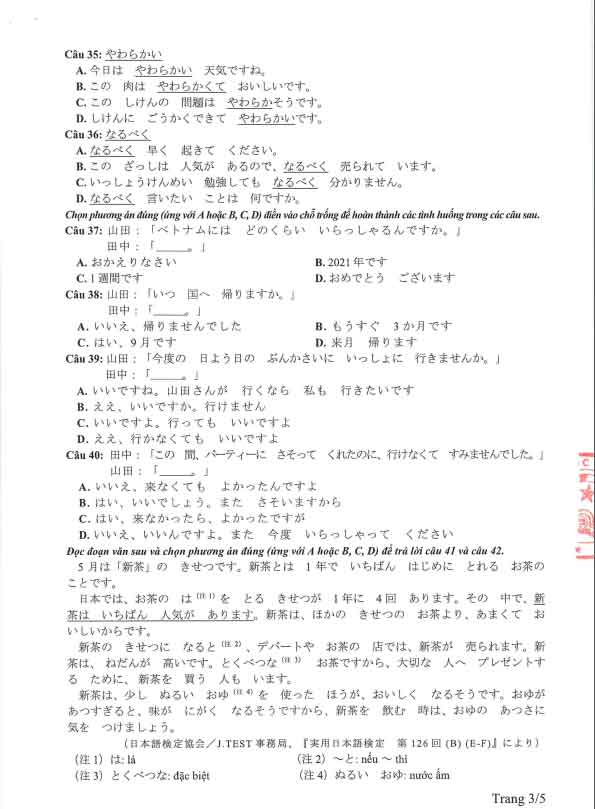 Câu 35: やわらかい
A. 今日は　やわらかい　天気ですね。
B. この　肉は　やわらかくて　おいしいです。
C. この　しけんの　問題は　やわらかそうです。
D. しけんに　ごうかくできて　やわらかいです。
Câu 36: なるべく
A. なるべく　早く　起きて　ください。
B. この　ざっしは　人気が　あるので、なるべく　売られて　います。
C. いっしょうけんめい　勉強しても　なるべく　分かりません。
D. なるべく　言いたい　ことは　何ですか。
Chọn phương án đúng (ứng với A hoặc B, C, D) điền vào chỗ trống để hoàn thành các tình huống trong các câu sau.
Câu 37: 山田：「ベトナムには　どのくらい　いらっしゃるんですか。」
田中：「_____。」
A. おかえりなさい B. 2021年です
C. 1週間です D. おめでとう　ございます
Câu 38: 山田：「いつ　国へ　帰りますか。」
田中：「_____。」
A. いいえ、帰りませんでした B. もうすぐ　3か月です
C. はい、9月です D. 来月　帰ります
Câu 39: 山田：「今度の　日よう日の　ぶんかさいに　いっしょに　行きませんか。」
田中：「_____。」
A. いいですね。山田さんが　行くなら　私も　行きたいです
B. ええ、いいですか。行けません
C. いいですよ。行っても　いいですよ
D. ええ、行かなくても　いいですよ
Câu 40: 田中：「この　間、パーティーに　さそって　くれたのに、行けなくて　すみませんでした。」
山田：「_____。」
A. いいえ、来なくても　よかったんですよ
B. はい、いいでしょう。また　さそいますから
C. はい、来なかったら、よかったですが
D. いいえ、いいんですよ。また　今度　いらっしゃって　ください
Đọc đoạn văn sau và chọn phương án đúng (ứng với A hoặc B, C, D) để trả lời câu 41 và câu 42.
5月は「新茶」の　きせつです。新茶とは　1年で　いちばん　はじめに　とれる　お茶の
ことです。
日本では、お茶の　は（注1）を　とる　きせつが　1年に　4回　あります。その　中で、新
茶は　いちばん　人気が　あります。新茶は、ほかの　きせつの　お茶より、あまくて　お
いしいからです。
新茶の　きせつに　なると（注2）、デパートや　お茶の　店では、新茶が　売られます。新
茶は、ねだんが　高いです。とくべつな（注3）　お茶ですから、大切な　人へ　プレゼントす
る　ために、新茶を　買う　人も　います。
新茶は、少し　ぬるい　おゆ（注4）を　使った　ほうが、おいしく　なるそうです。おゆが
あつすぎると、味が　にがく　なるそうですから、新茶を　飲む　時は、おゆの　あつさに
気を　つけましょう。
（日本語検定協会／J.TEST事務局、『実用日本語検定　第126回 (B) (E-F)』により）
（注1）は: lá （注2）～と: nếu ～ thì
（注3）とくべつな: đặc biệt （注4）ぬるい　おゆ: nước ấm
Trang 3/5